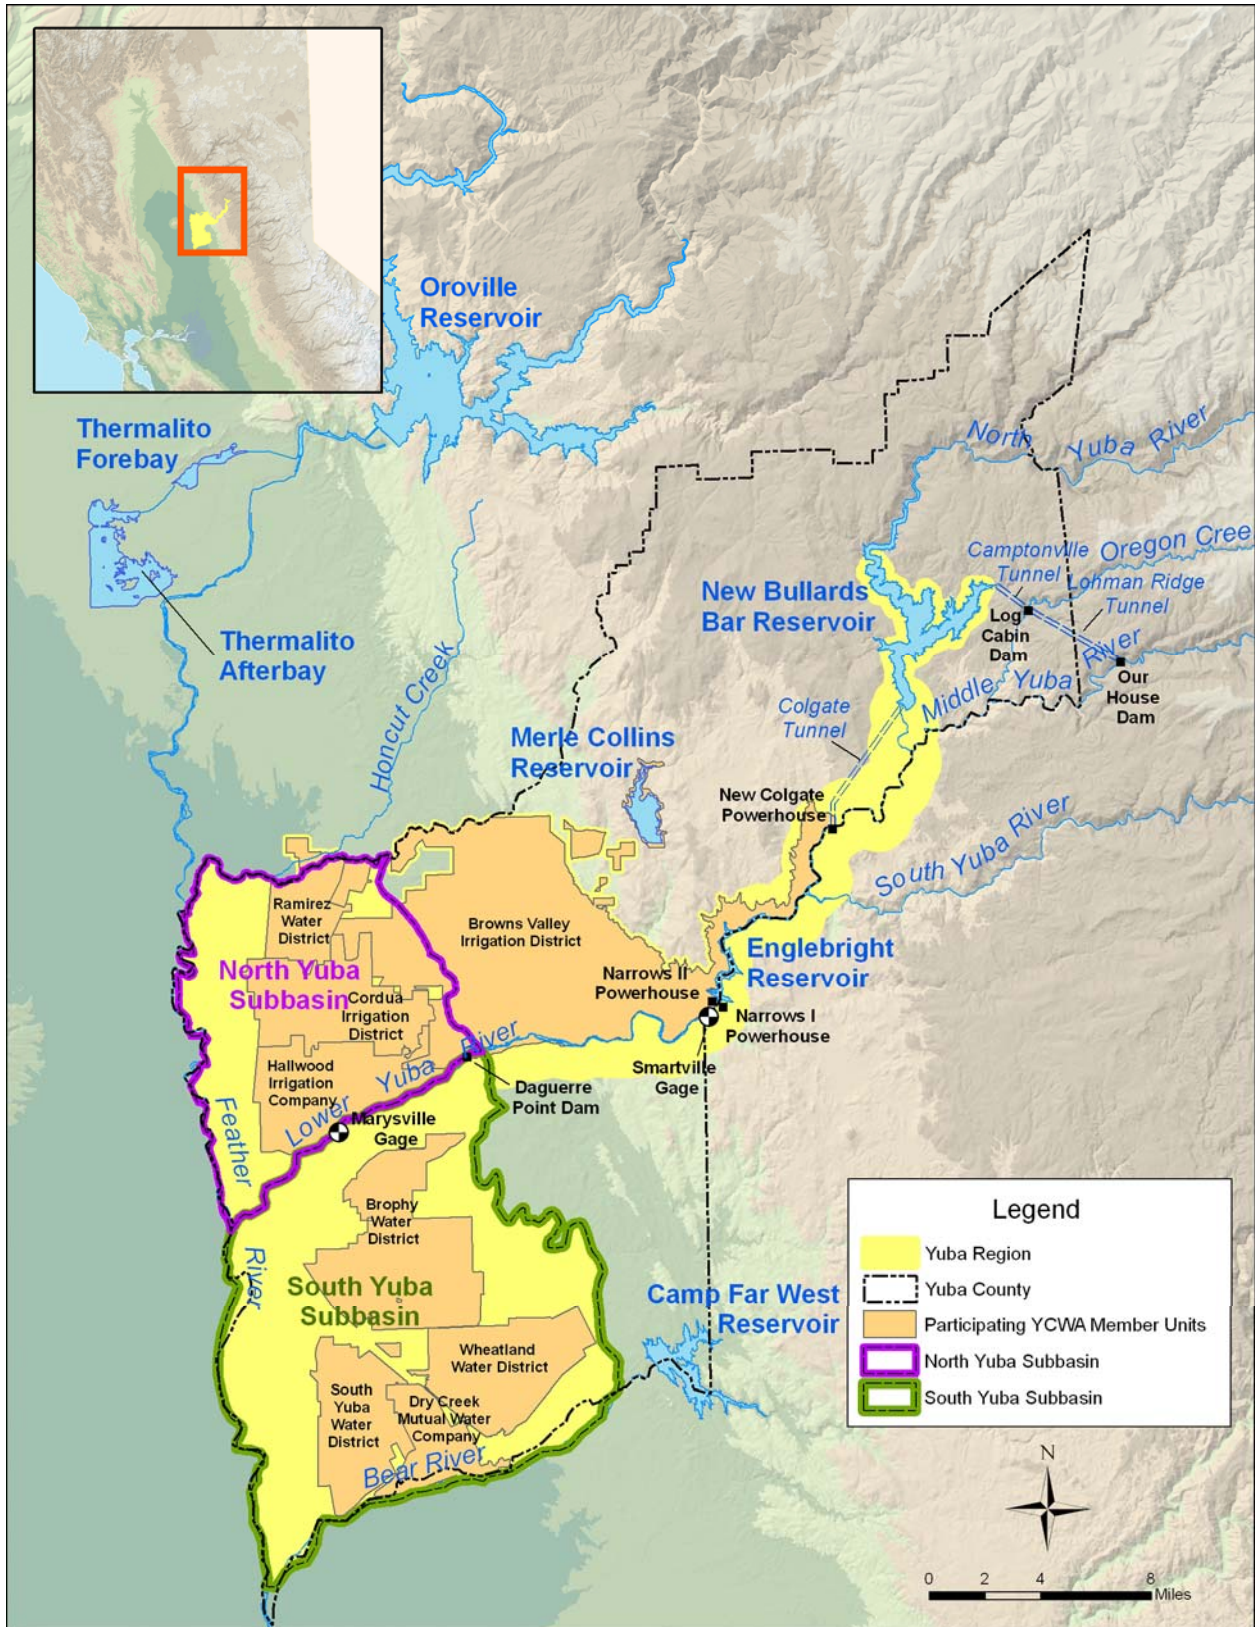 Oroville
Reservoir
Thermalito
Forebay
North
Yuba River
Camptonville
Tunnel
Oregon Cree
Lohman Ridge
Tunnel
New Bullards
Bar Reservoir
Log
Cabin
Dam
Thermalito
Afterbay
Honcut Creek
Middle Yuba River
Our
House
Dam
Colgate
Tunnel
Merle Collins
Reservoir
New Colgate
Powerhouse
South Yuba River
Ramirez
Water
District
Browns Valley
Irrigation District
North Yuba
Subbasin
Englebright
Reservoir
Narrows II
Powerhouse
Cordua
Irrigation
District
Narrows I
Powerhouse
Smartville
Gage
Hallwood
Irrigation
Company
Lower Yuba River
Daguerre
Point Dam
Marysville
Gage
Feather
River
Brophy
Water
District
South Yuba
Subbasin
Camp Far West
Reservoir
Wheatland
Water District
South
Yuba
Water
District
Dry Creek
Mutual Water
Company
Bear River
Legend
Yuba Region
Yuba County
Participating YCWA Member Units
North Yuba Subbasin
South Yuba Subbasin
N
0 2 4 8
Miles